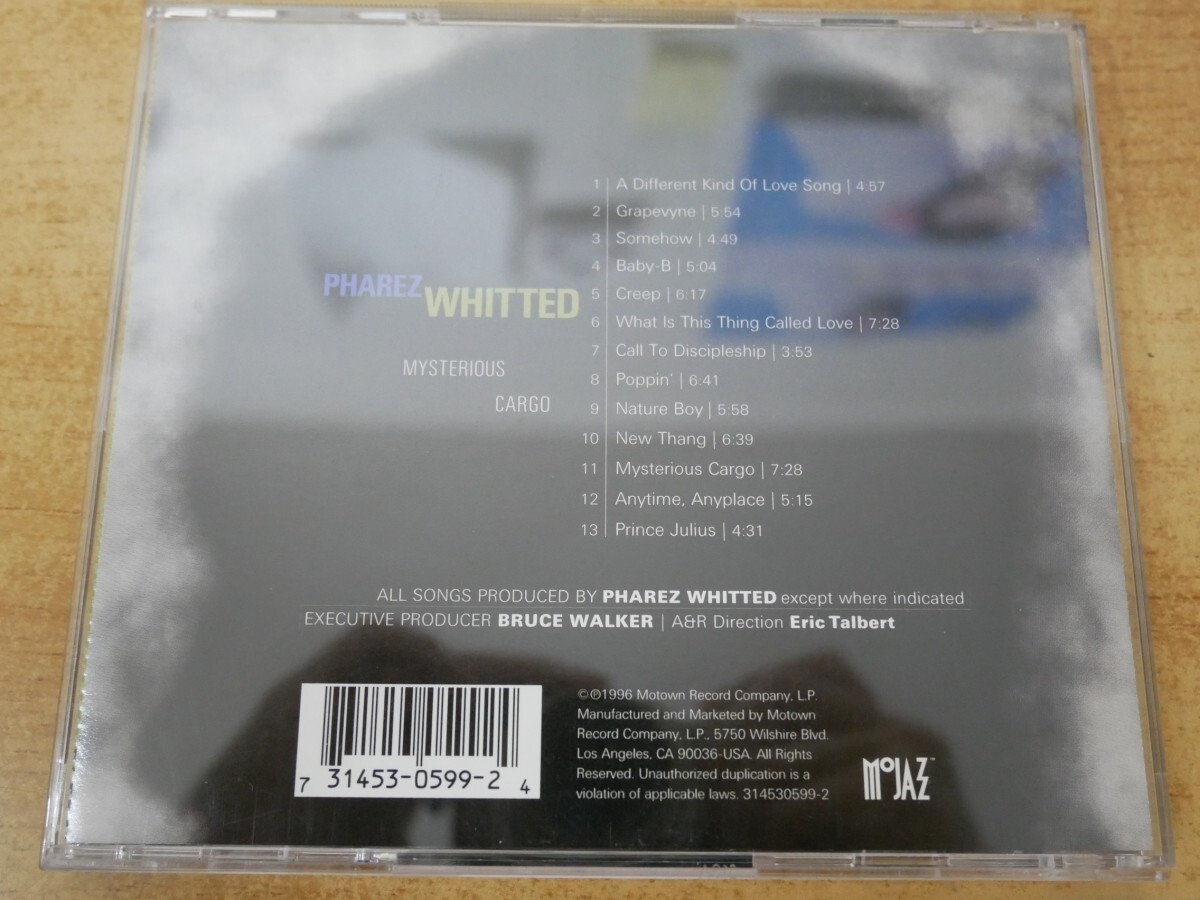 PHAREZ WHITTED
MYSTERIOUS
CARGO
1 A Different Kind Of Love Song | 4:57
2 Grapevyne | 5:54
3 Somehow | 4:49
4 Baby-B | 5:04
5 Creep | 6:17
6 What Is This Thing Called Love | 7:28
7 Call To Discipleship | 3:53
8 Poppin' | 6:41
9 Nature Boy | 5:58
10 New Thang | 6:39
11 Mysterious Cargo | 7:28
12 Anytime, Anyplace | 5:15
13 Prince Julius | 4:31
ALL SONGS PRODUCED BY PHAREZ WHITTED except where indicated
EXECUTIVE PRODUCER BRUCE WALKER | A&R Direction Eric Talbert
7 31453-0599-2 4
©℗1996 Motown Record Company, L.P.
Manufactured and Marketed by Motown
Record Company, L.P., 5750 Wilshire Blvd.
Los Angeles, CA 90036-USA. All Rights
Reserved. Unauthorized duplication is a
violation of applicable laws. 314530599-2
MoJAZZ